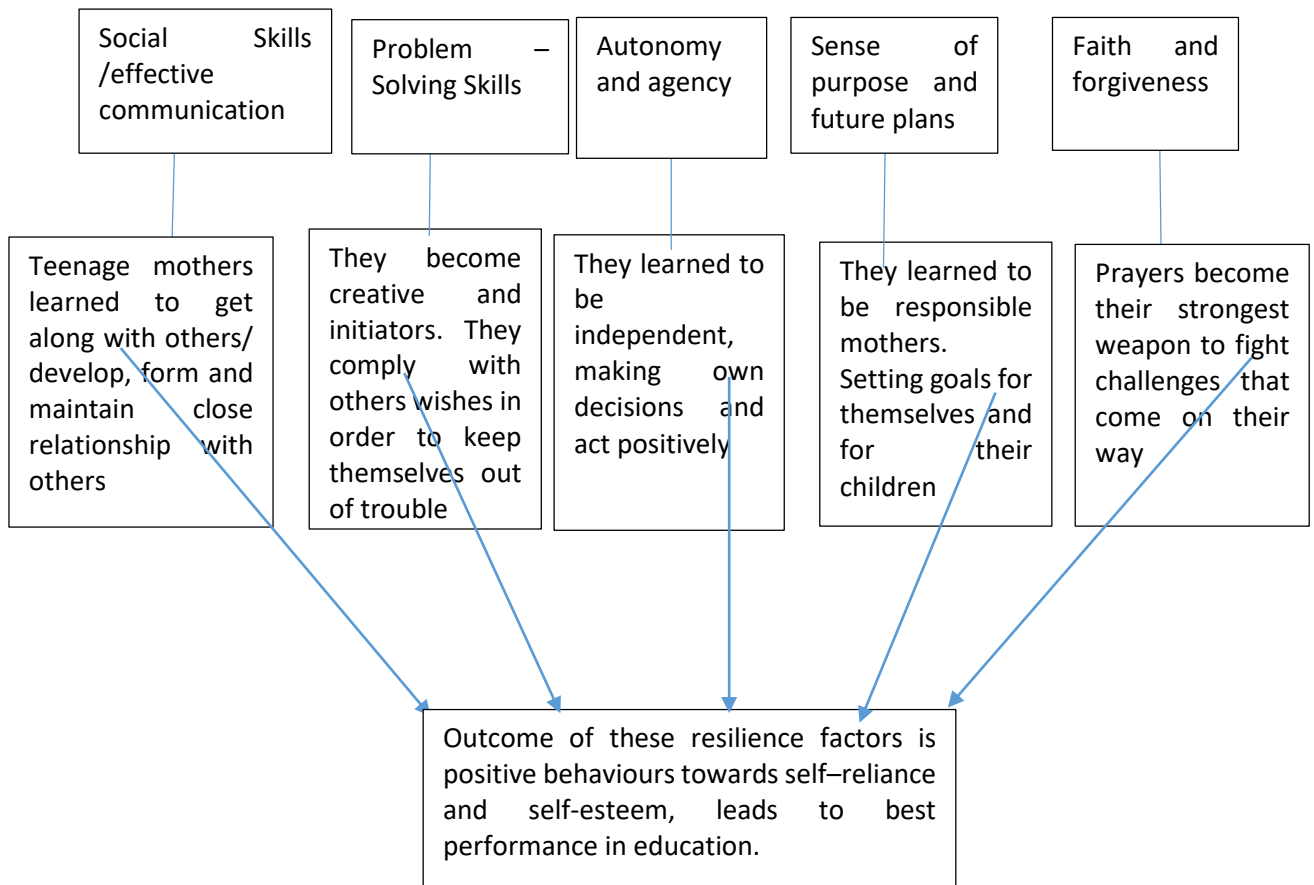 Social Skills
/effective
communication
Problem –
Solving Skills
Autonomy
and agency
Sense of
purpose and
future plans
Faith and
forgiveness
Teenage mothers
learned to get
along with others/
develop, form and
maintain close
relationship with
others
They become
creative and
initiators. They
comply with
others wishes in
order to keep
themselves out
of trouble
They learned to
be
independent,
making own
decisions and
act positively
They learned to
be responsible
mothers.
Setting goals for
themselves and
for their
children
Prayers become
their strongest
weapon to fight
challenges that
come on their
way
Outcome of these resilience factors is
positive behaviours towards self–reliance
and self-esteem, leads to best
performance in education.